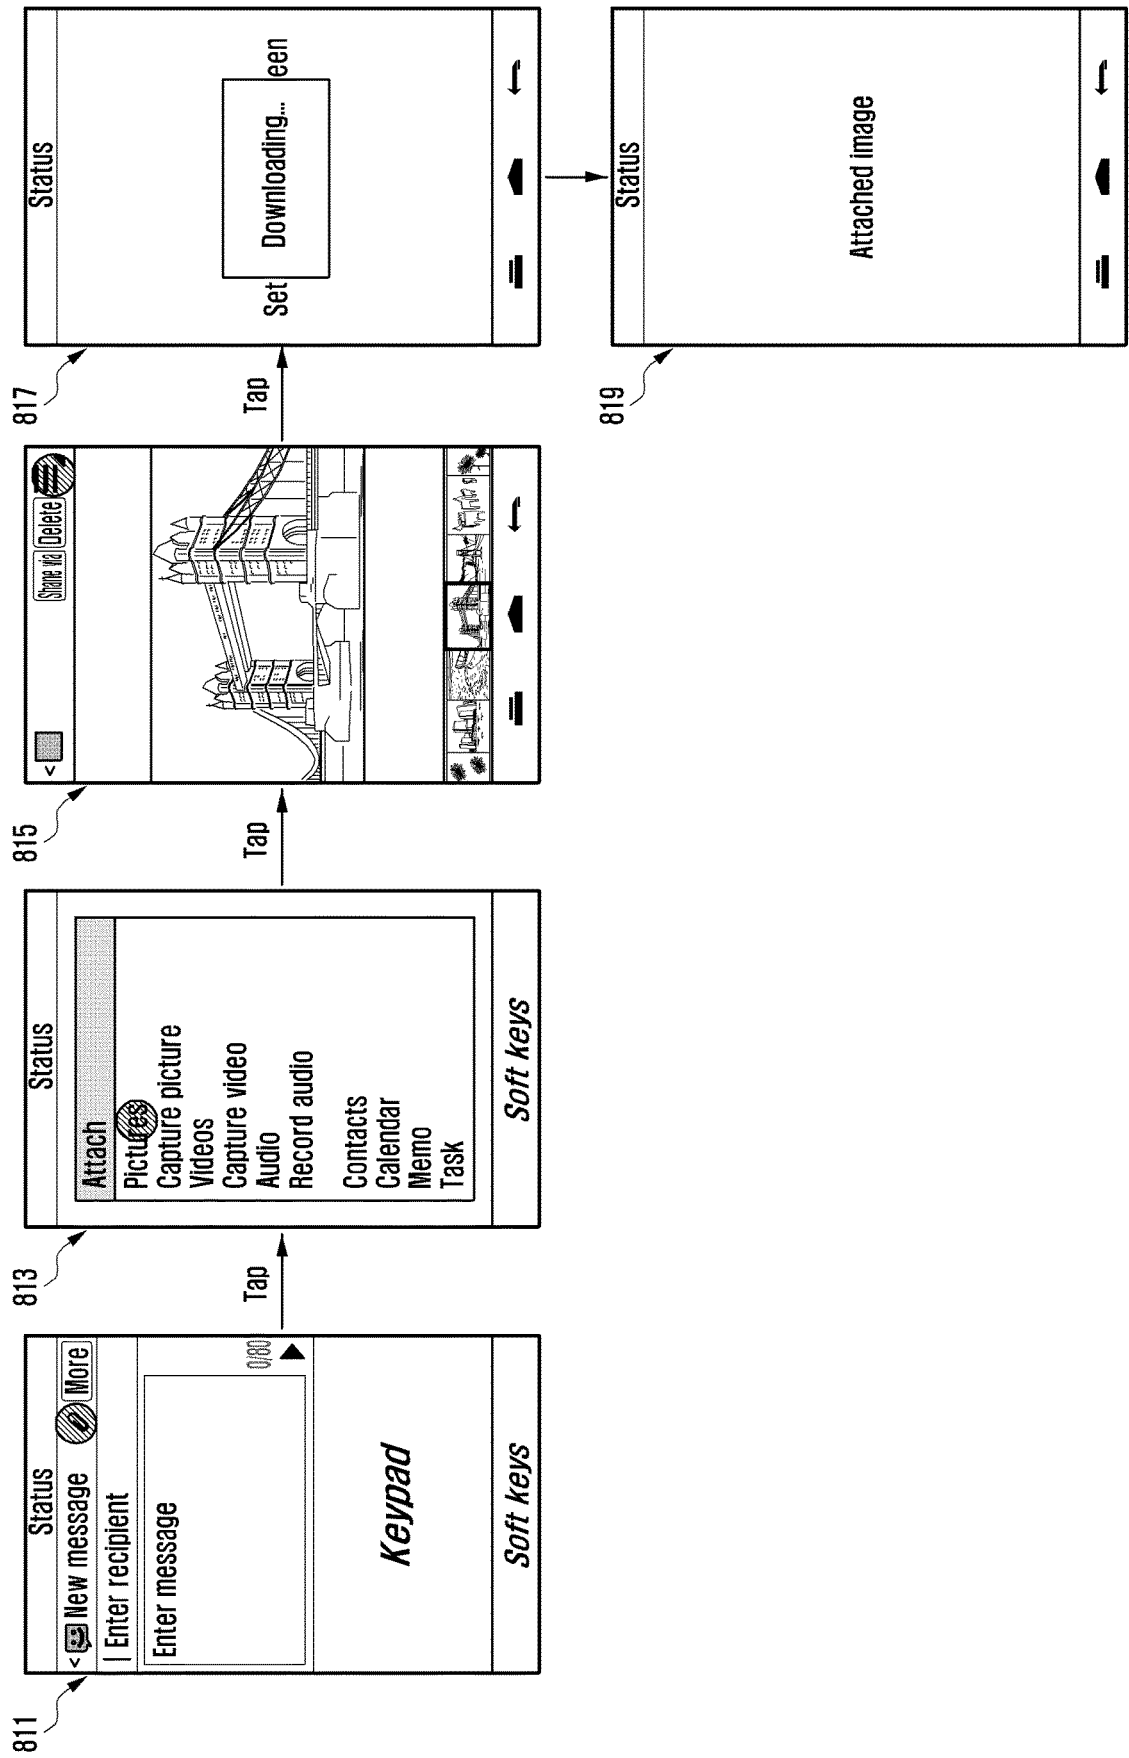 811
Status
< New message
More
Enter recipient
Enter message
0/80
Keypad
Soft keys
Tap
813
Status
Attach
Pictures
Capture picture
Videos
Capture video
Audio
Record audio
Contacts
Calendar
Memo
Task
Soft keys
Tap
815
<
Share via
Delete
Tap
817
Status
Set
Downloading...
een
819
Status
Attached image